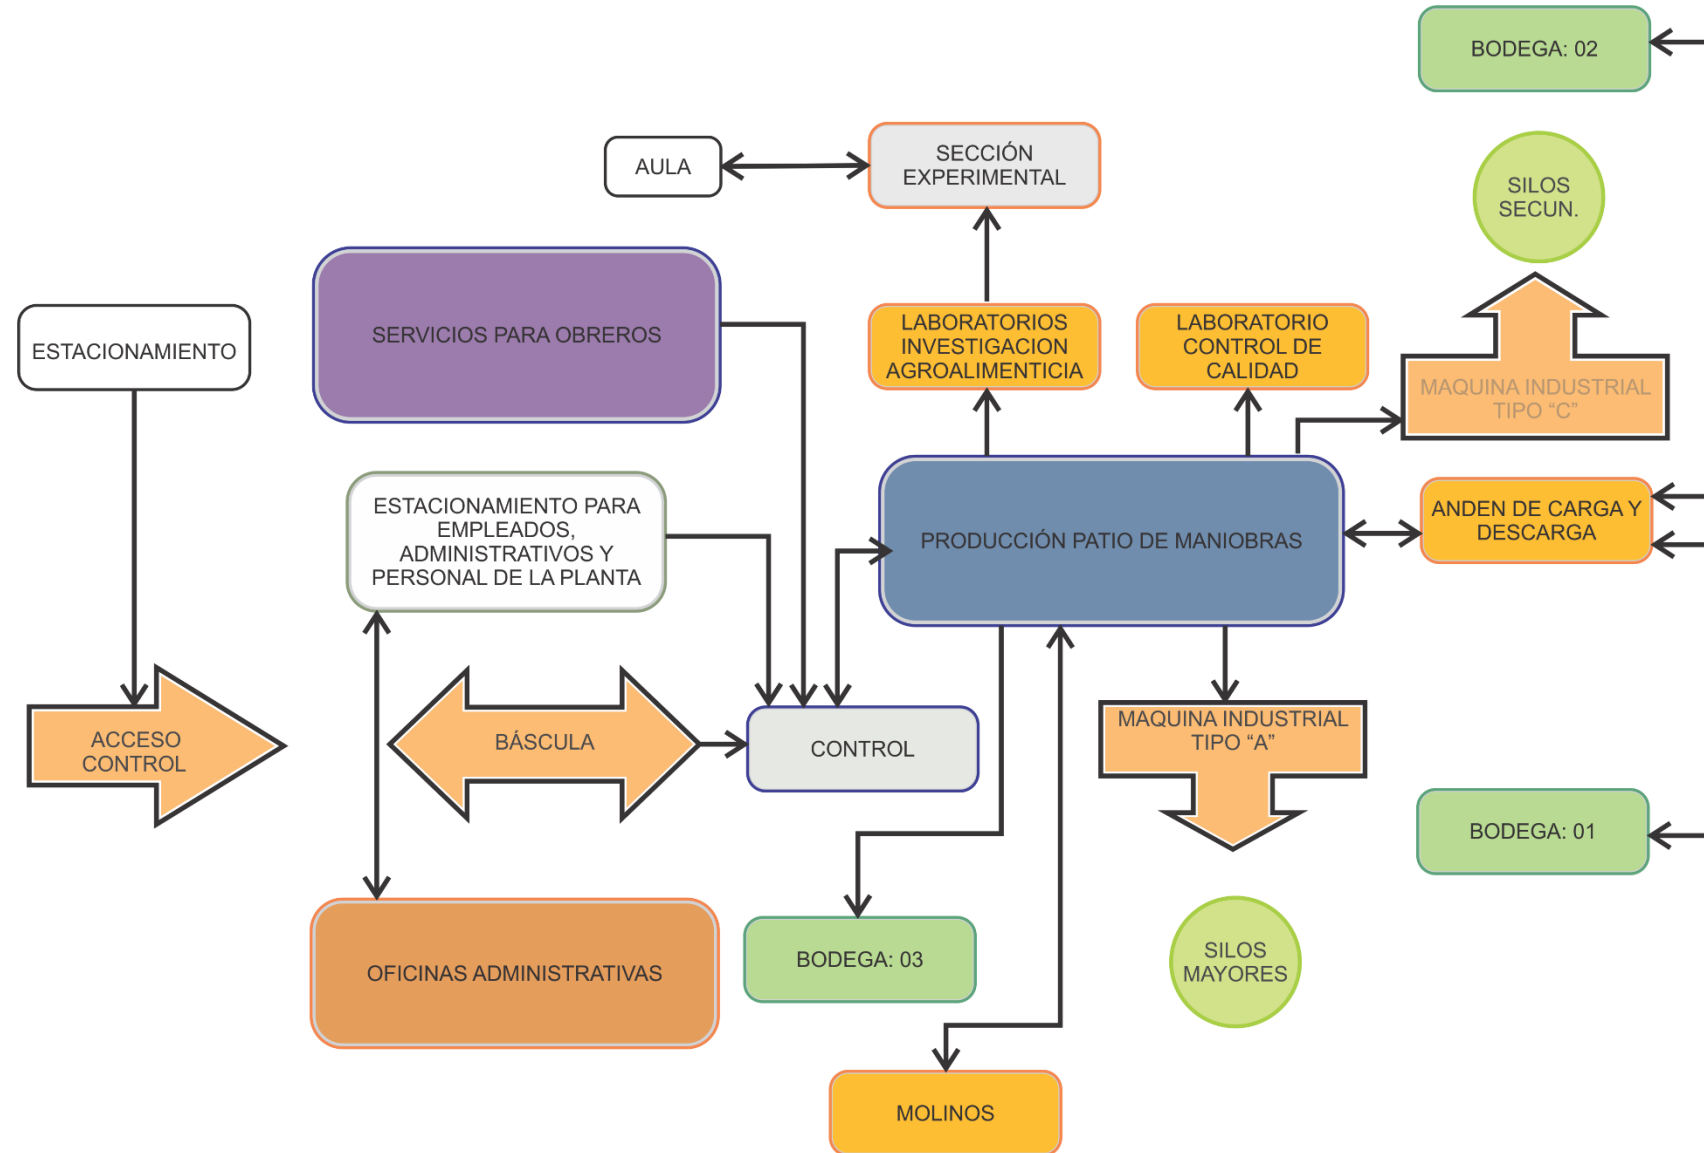 BODEGA: 02
AULA
SECCIÓN
EXPERIMENTAL
SILOS
SECUN.
ESTACIONAMIENTO
SERVICIOS PARA OBREROS
LABORATORIOS
INVESTIGACION
AGROALIMENTICIA
LABORATORIO
CONTROL DE
CALIDAD
MAQUINA INDUSTRIAL
TIPO “C”
ESTACIONAMIENTO PARA
EMPLEADOS,
ADMINISTRATIVOS Y
PERSONAL DE LA PLANTA
PRODUCCIÓN PATIO DE MANIOBRAS
ANDEN DE CARGA Y
DESCARGA
ACCESO
CONTROL
BÁSCULA
CONTROL
MAQUINA INDUSTRIAL
TIPO “A”
BODEGA: 01
OFICINAS ADMINISTRATIVAS
BODEGA: 03
SILOS
MAYORES
MOLINOS